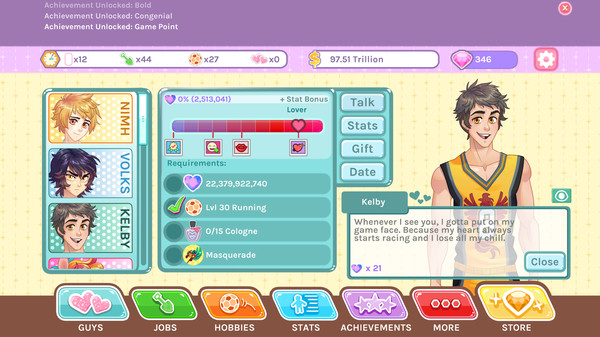 Achievement Unlocked: Bold
Achievement Unlocked: Congenial
Achievement Unlocked: Game Point
x12
x44
x27
x0
97.51 Trillion
346
NIMH
VOLKS
KELBY
0% (2,513,041)
+ Stat Bonus
Lover
Requirements:
22,379,922,740
Lvl 30 Running
0/15 Cologne
Masquerade
Talk
Stats
Gift
Date
Kelby
Whenever I see you, I gotta put on my
game face. Because my heart always
starts racing and I lose all my chill.
x 21
Close
GUYS
JOBS
HOBBIES
STATS
ACHIEVEMENTS
MORE
STORE